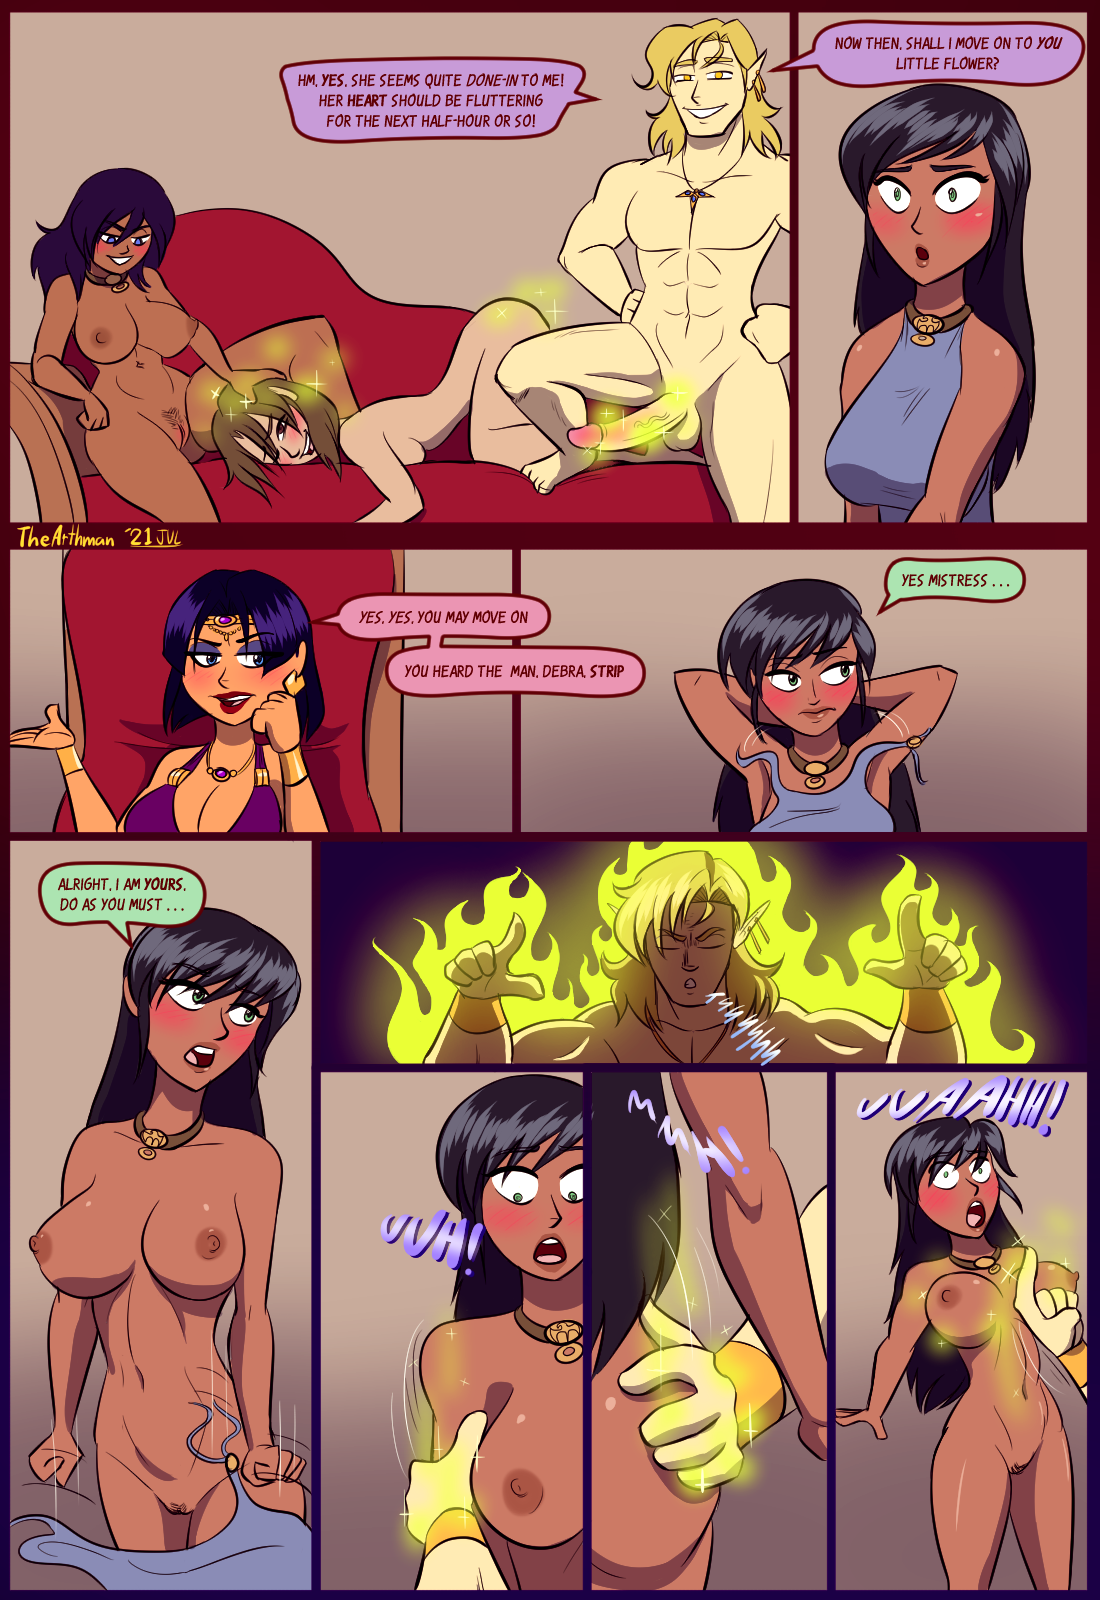 HM, YES, SHE SEEMS QUITE DONE-IN TO ME!
HER HEART SHOULD BE FLUTTERING
FOR THE NEXT HALF-HOUR OR SO!
NOW THEN, SHALL I MOVE ON TO YOU
LITTLE FLOWER?
TheArthman '21 JUL
YES, YES, YOU MAY MOVE ON
YOU HEARD THE MAN, DEBRA, STRIP
YES MISTRESS . . .
ALRIGHT, I AM YOURS,
DO AS YOU MUST . . .
UUH!
MMMH!
UUAAHH!